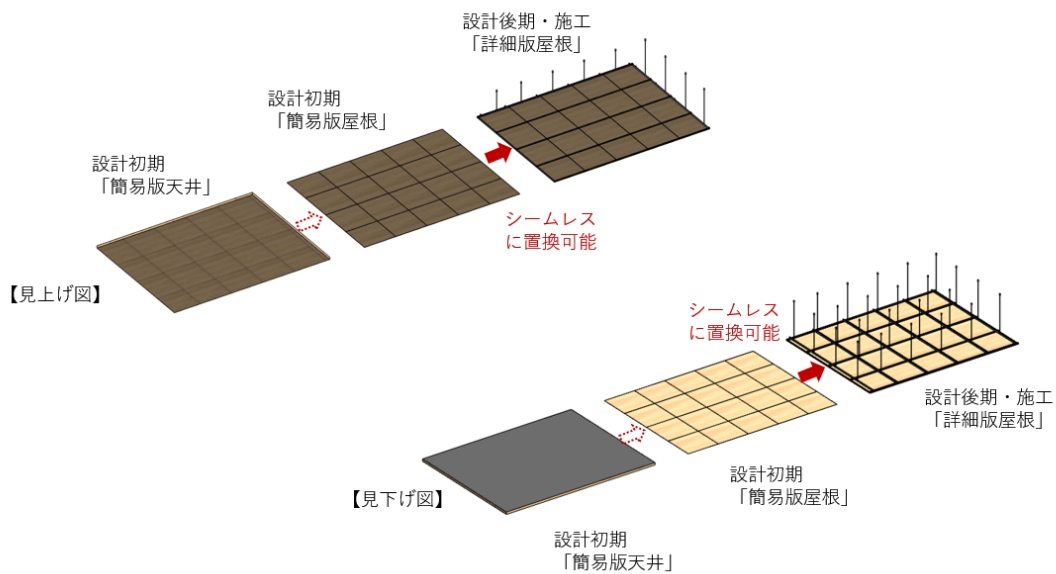 設計後期・施工
「詳細版屋根」
設計初期
「簡易版屋根」
設計初期
「簡易版天井」
シームレス
に置換可能
【見上げ図】
シームレス
に置換可能
設計後期・施工
「詳細版屋根」
設計初期
「簡易版屋根」
【見下げ図】
設計初期
「簡易版天井」